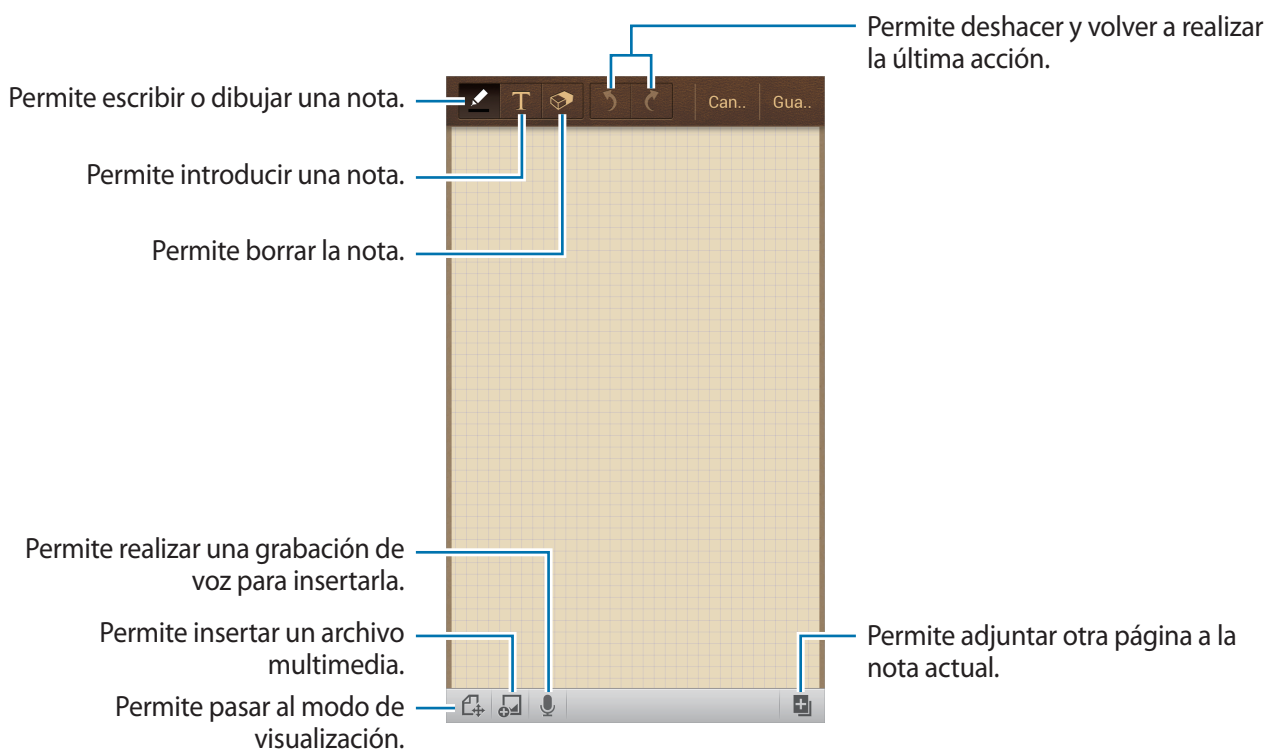 Permite deshacer y volver a realizar
la última acción.
Permite escribir o dibujar una nota.
T
Can..
Gua..
Permite introducir una nota.
Permite borrar la nota.
Permite realizar una grabación de
voz para insertarla.
Permite insertar un archivo
multimedia.
Permite adjuntar otra página a la
nota actual.
Permite pasar al modo de
visualización.